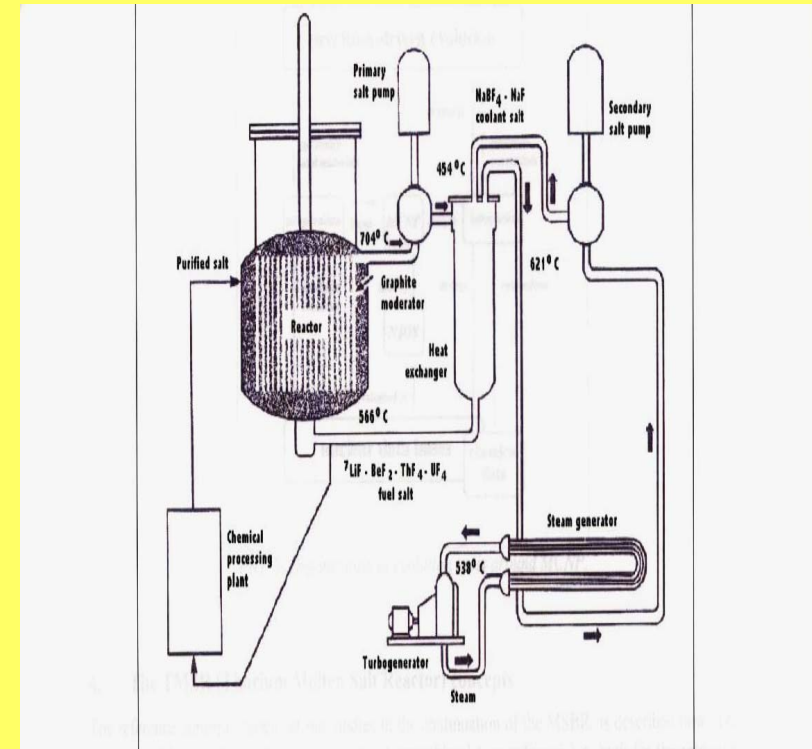 Primary
salt pump
NaBF4 - NaF
coolant salt
Secondary
salt pump
454 °C
704° C
Purified salt
621° C
Graphite
moderator
Reactor
Heat
exchanger
566° C
7LiF - BeF2 - ThF4 - UF4
fuel salt
Chemical
processing
plant
Steam generator
538° C
Turbogenerator
Steam